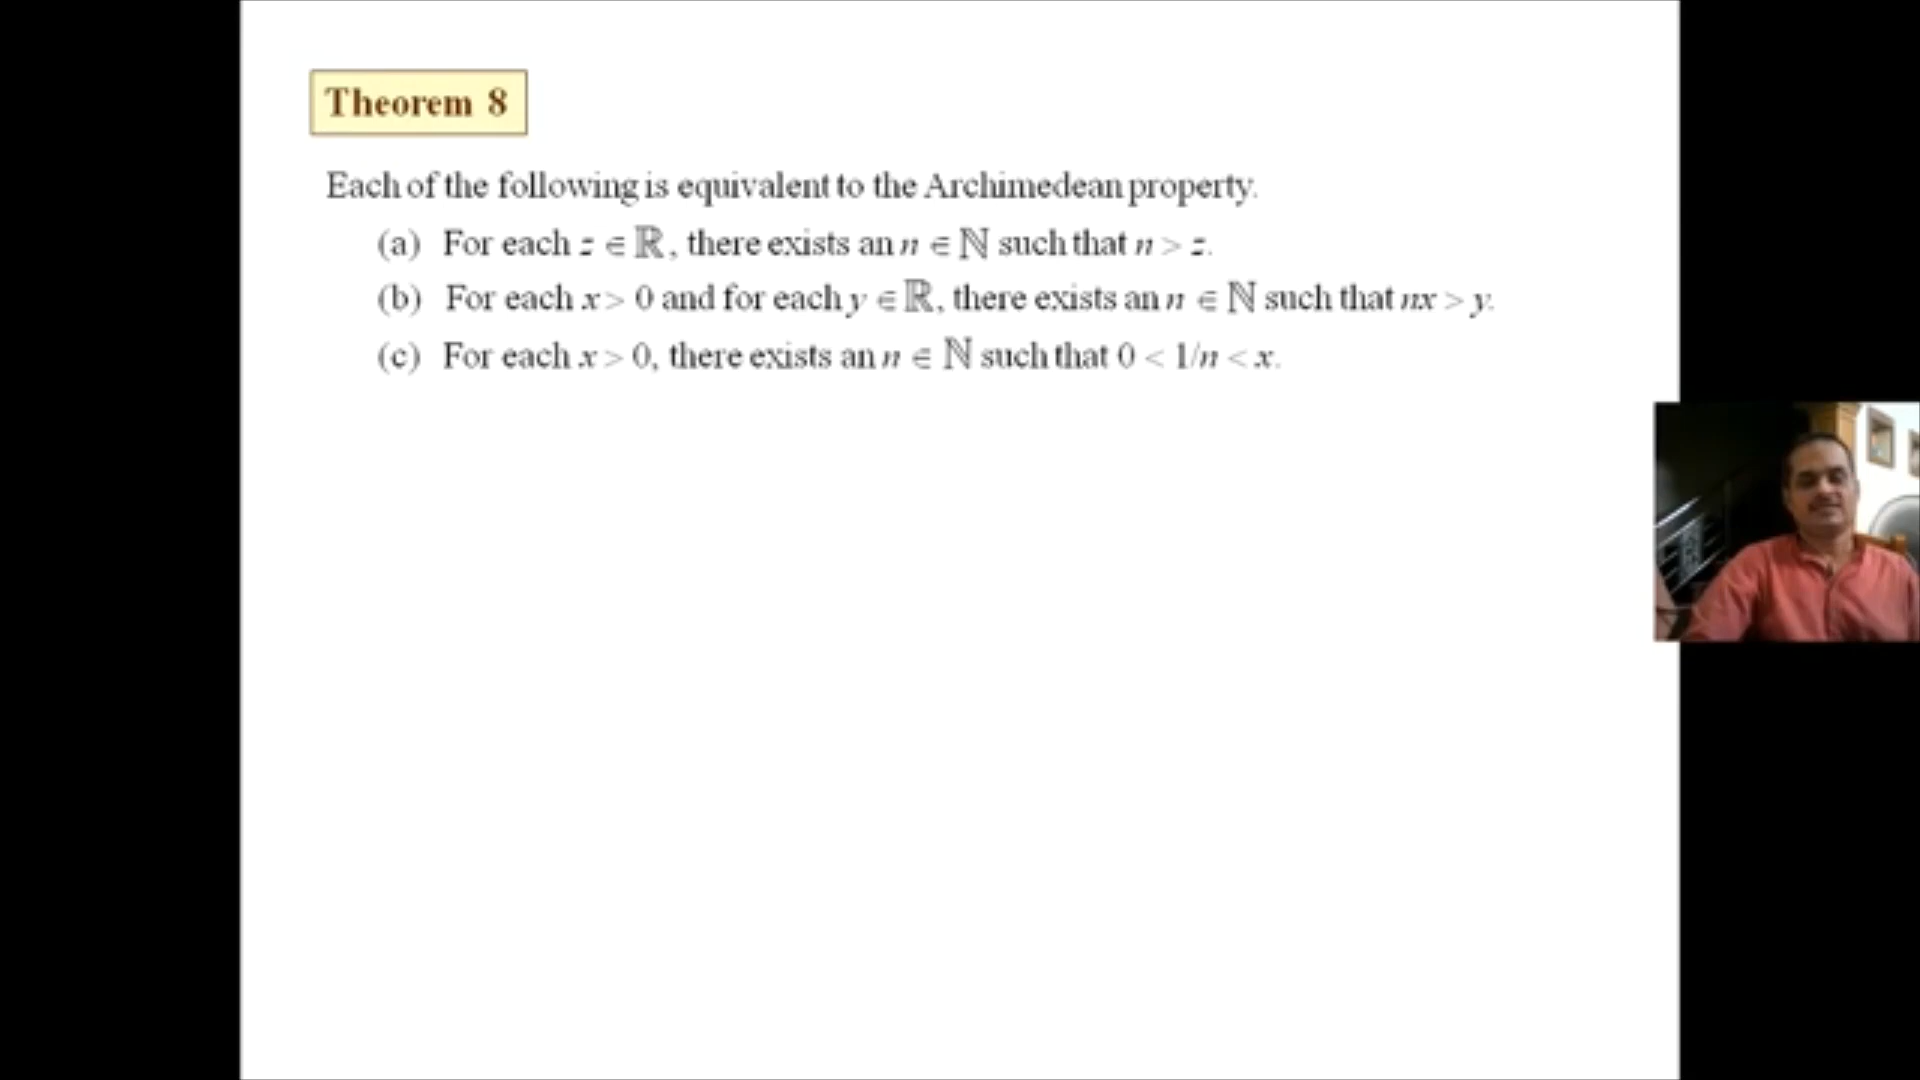 Theorem 8
Each of the following is equivalent to the Archimedean property.
(a) For each z ∈ ℝ, there exists an n ∈ ℕ such that n > z.
(b) For each x > 0 and for each y ∈ ℝ, there exists an n ∈ ℕ such that nx > y.
(c) For each x > 0, there exists an n ∈ ℕ such that 0 < 1/n < x.